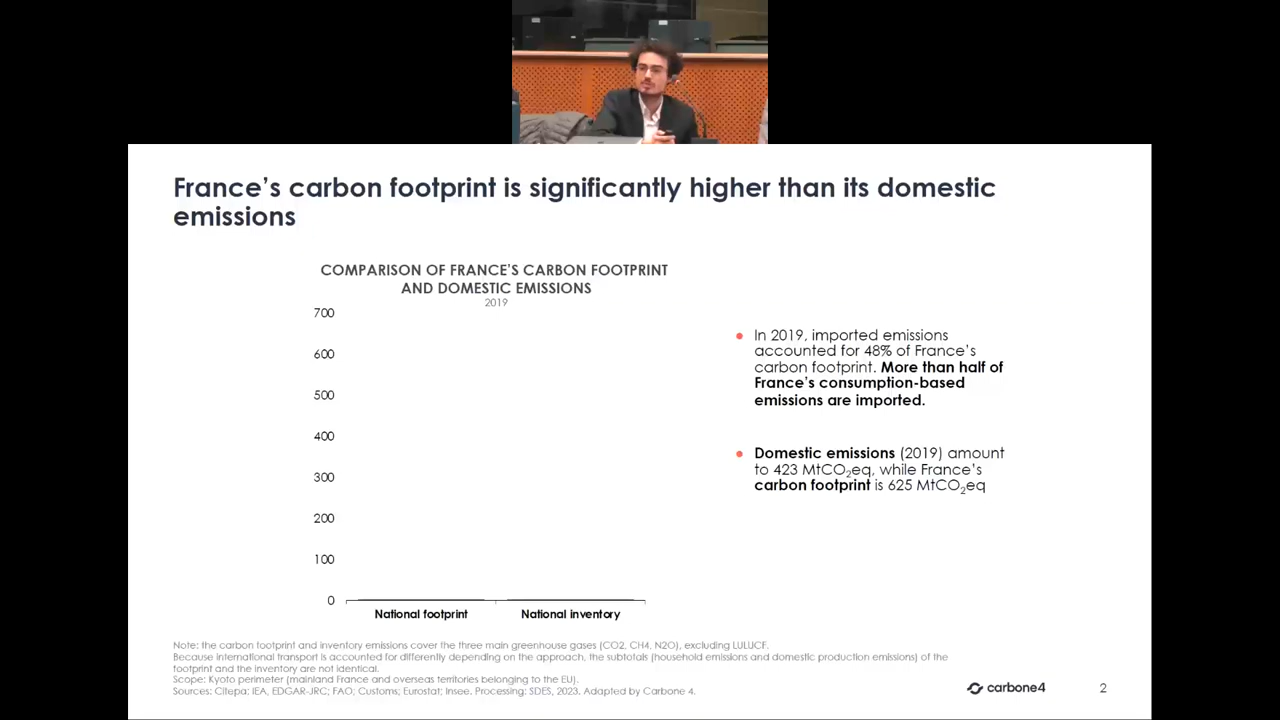 France's carbon footprint is significantly higher than its domestic
emissions
COMPARISON OF FRANCE'S CARBON FOOTPRINT
AND DOMESTIC EMISSIONS
2019
700
600
500
400
300
200
100
0
National footprint
National inventory
In 2019, imported emissions
accounted for 48% of France's
carbon footprint. More than half of
France's consumption-based
emissions are imported.
Domestic emissions (2019) amount
to 423 MtCO₂eq, while France's
carbon footprint is 625 MtCO₂eq
Note: the carbon footprint and inventory emissions cover the three main greenhouse gases (CO2, CH4, N2O), excluding LULUCF.
Because international transport is accounted for differently depending on the approach, the subtotals (household emissions and domestic production emissions) of the
footprint and the inventory are not identical.
Scope: Kyoto perimeter (mainland France and overseas territories belonging to the EU).
Sources: Citepa; IEA, EDGAR-JRC; FAO; Customs; Eurostat; Insee. Processing: SDES, 2023. Adapted by Carbone 4.
carbone4
2